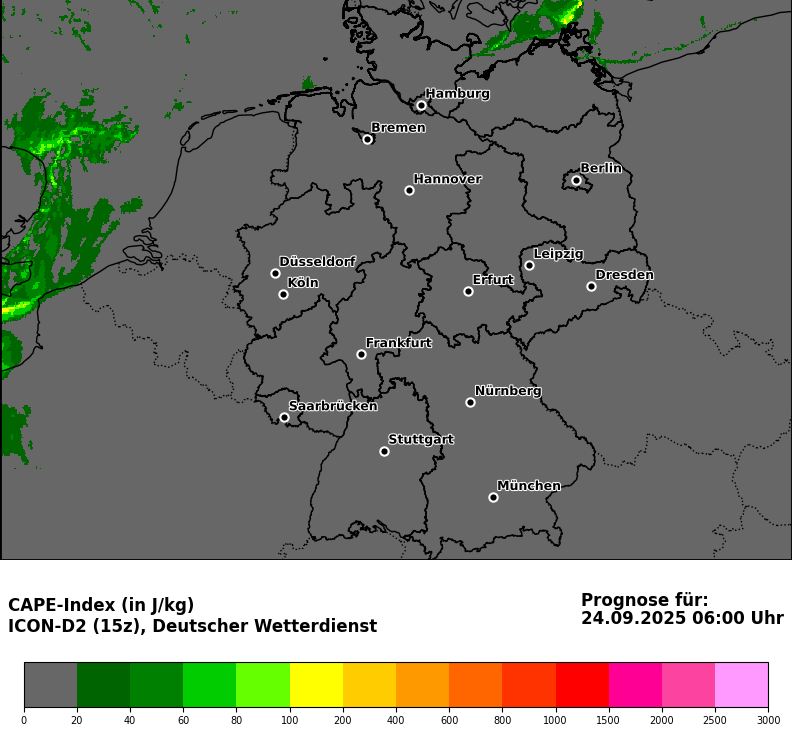 Hamburg
Bremen
Berlin
Hannover
Leipzig
Düsseldorf
Dresden
Köln
Erfurt
Frankfurt
Nürnberg
Saarbrücken
Stuttgart
München
CAPE-Index (in J/kg)
ICON-D2 (15z), Deutscher Wetterdienst
Prognose für:
24.09.2025 06:00 Uhr
0 20 40 60 80 100 200 400 600 800 1000 1500 2000 2500 3000